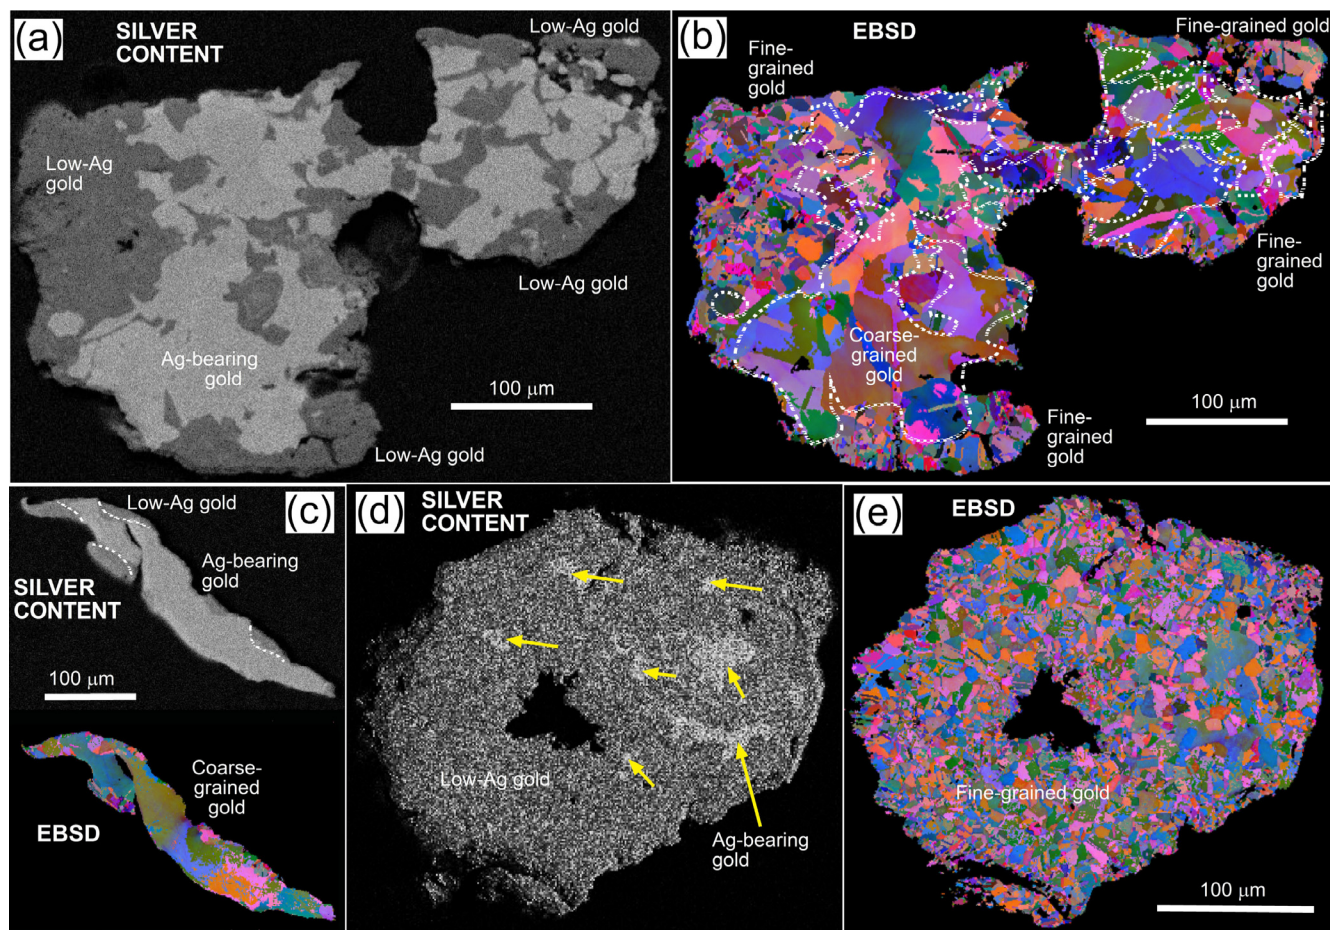 (a)
SILVER
CONTENT
Low-Ag gold
Low-Ag
gold
Low-Ag gold
Ag-bearing
gold
100 μm
Low-Ag gold
(b)
EBSD
Fine-grained gold
Fine-
grained
gold
Fine-
grained
gold
Coarse-
grained
gold
100 μm
Fine-
grained
gold
(c)
Low-Ag gold
Ag-bearing
gold
SILVER
CONTENT
100 μm
Coarse-
grained
gold
EBSD
(d)
SILVER
CONTENT
Low-Ag gold
Ag-bearing
gold
(e)
EBSD
Fine-grained gold
100 μm